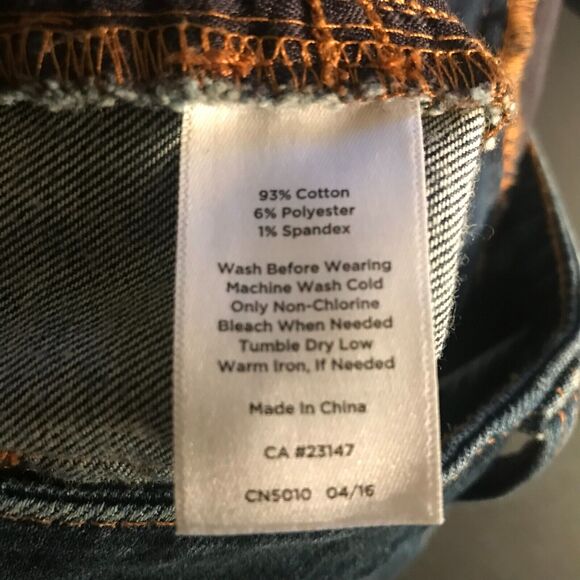 93% Cotton
6% Polyester
1% Spandex
Wash Before Wearing
Machine Wash Cold
Only Non-Chlorine
Bleach When Needed
Tumble Dry Low
Warm Iron, If Needed
Made In China
CA #23147
CN5010 04/16